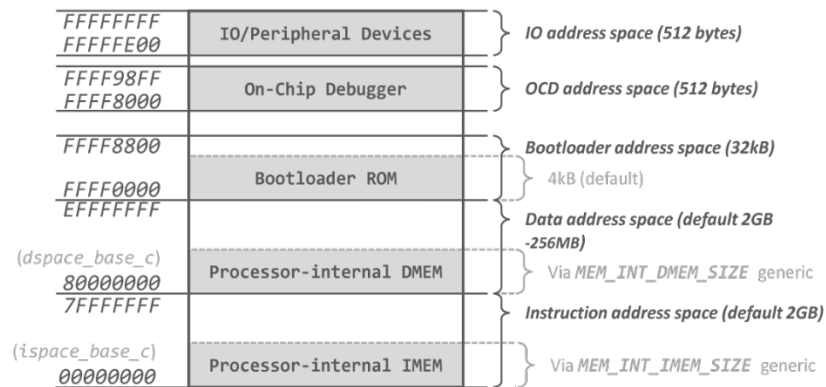 FFFFFFFF
IO/Peripheral Devices
IO address space (512 bytes)
FFFFFE00
FFFF98FF
On-Chip Debugger
OCD address space (512 bytes)
FFFF8000
FFFF8800
Bootloader address space (32kB)
Bootloader ROM
4kB (default)
FFFF0000
EFFFFFFF
Data address space (default 2GB
-256MB)
(dspace_base_c)
Processor-internal DMEM
Via MEM_INT_DMEM_SIZE generic
80000000
7FFFFFFF
Instruction address space (default 2GB)
(ispace_base_c)
Processor-internal IMEM
Via MEM_INT_IMEM_SIZE generic
00000000